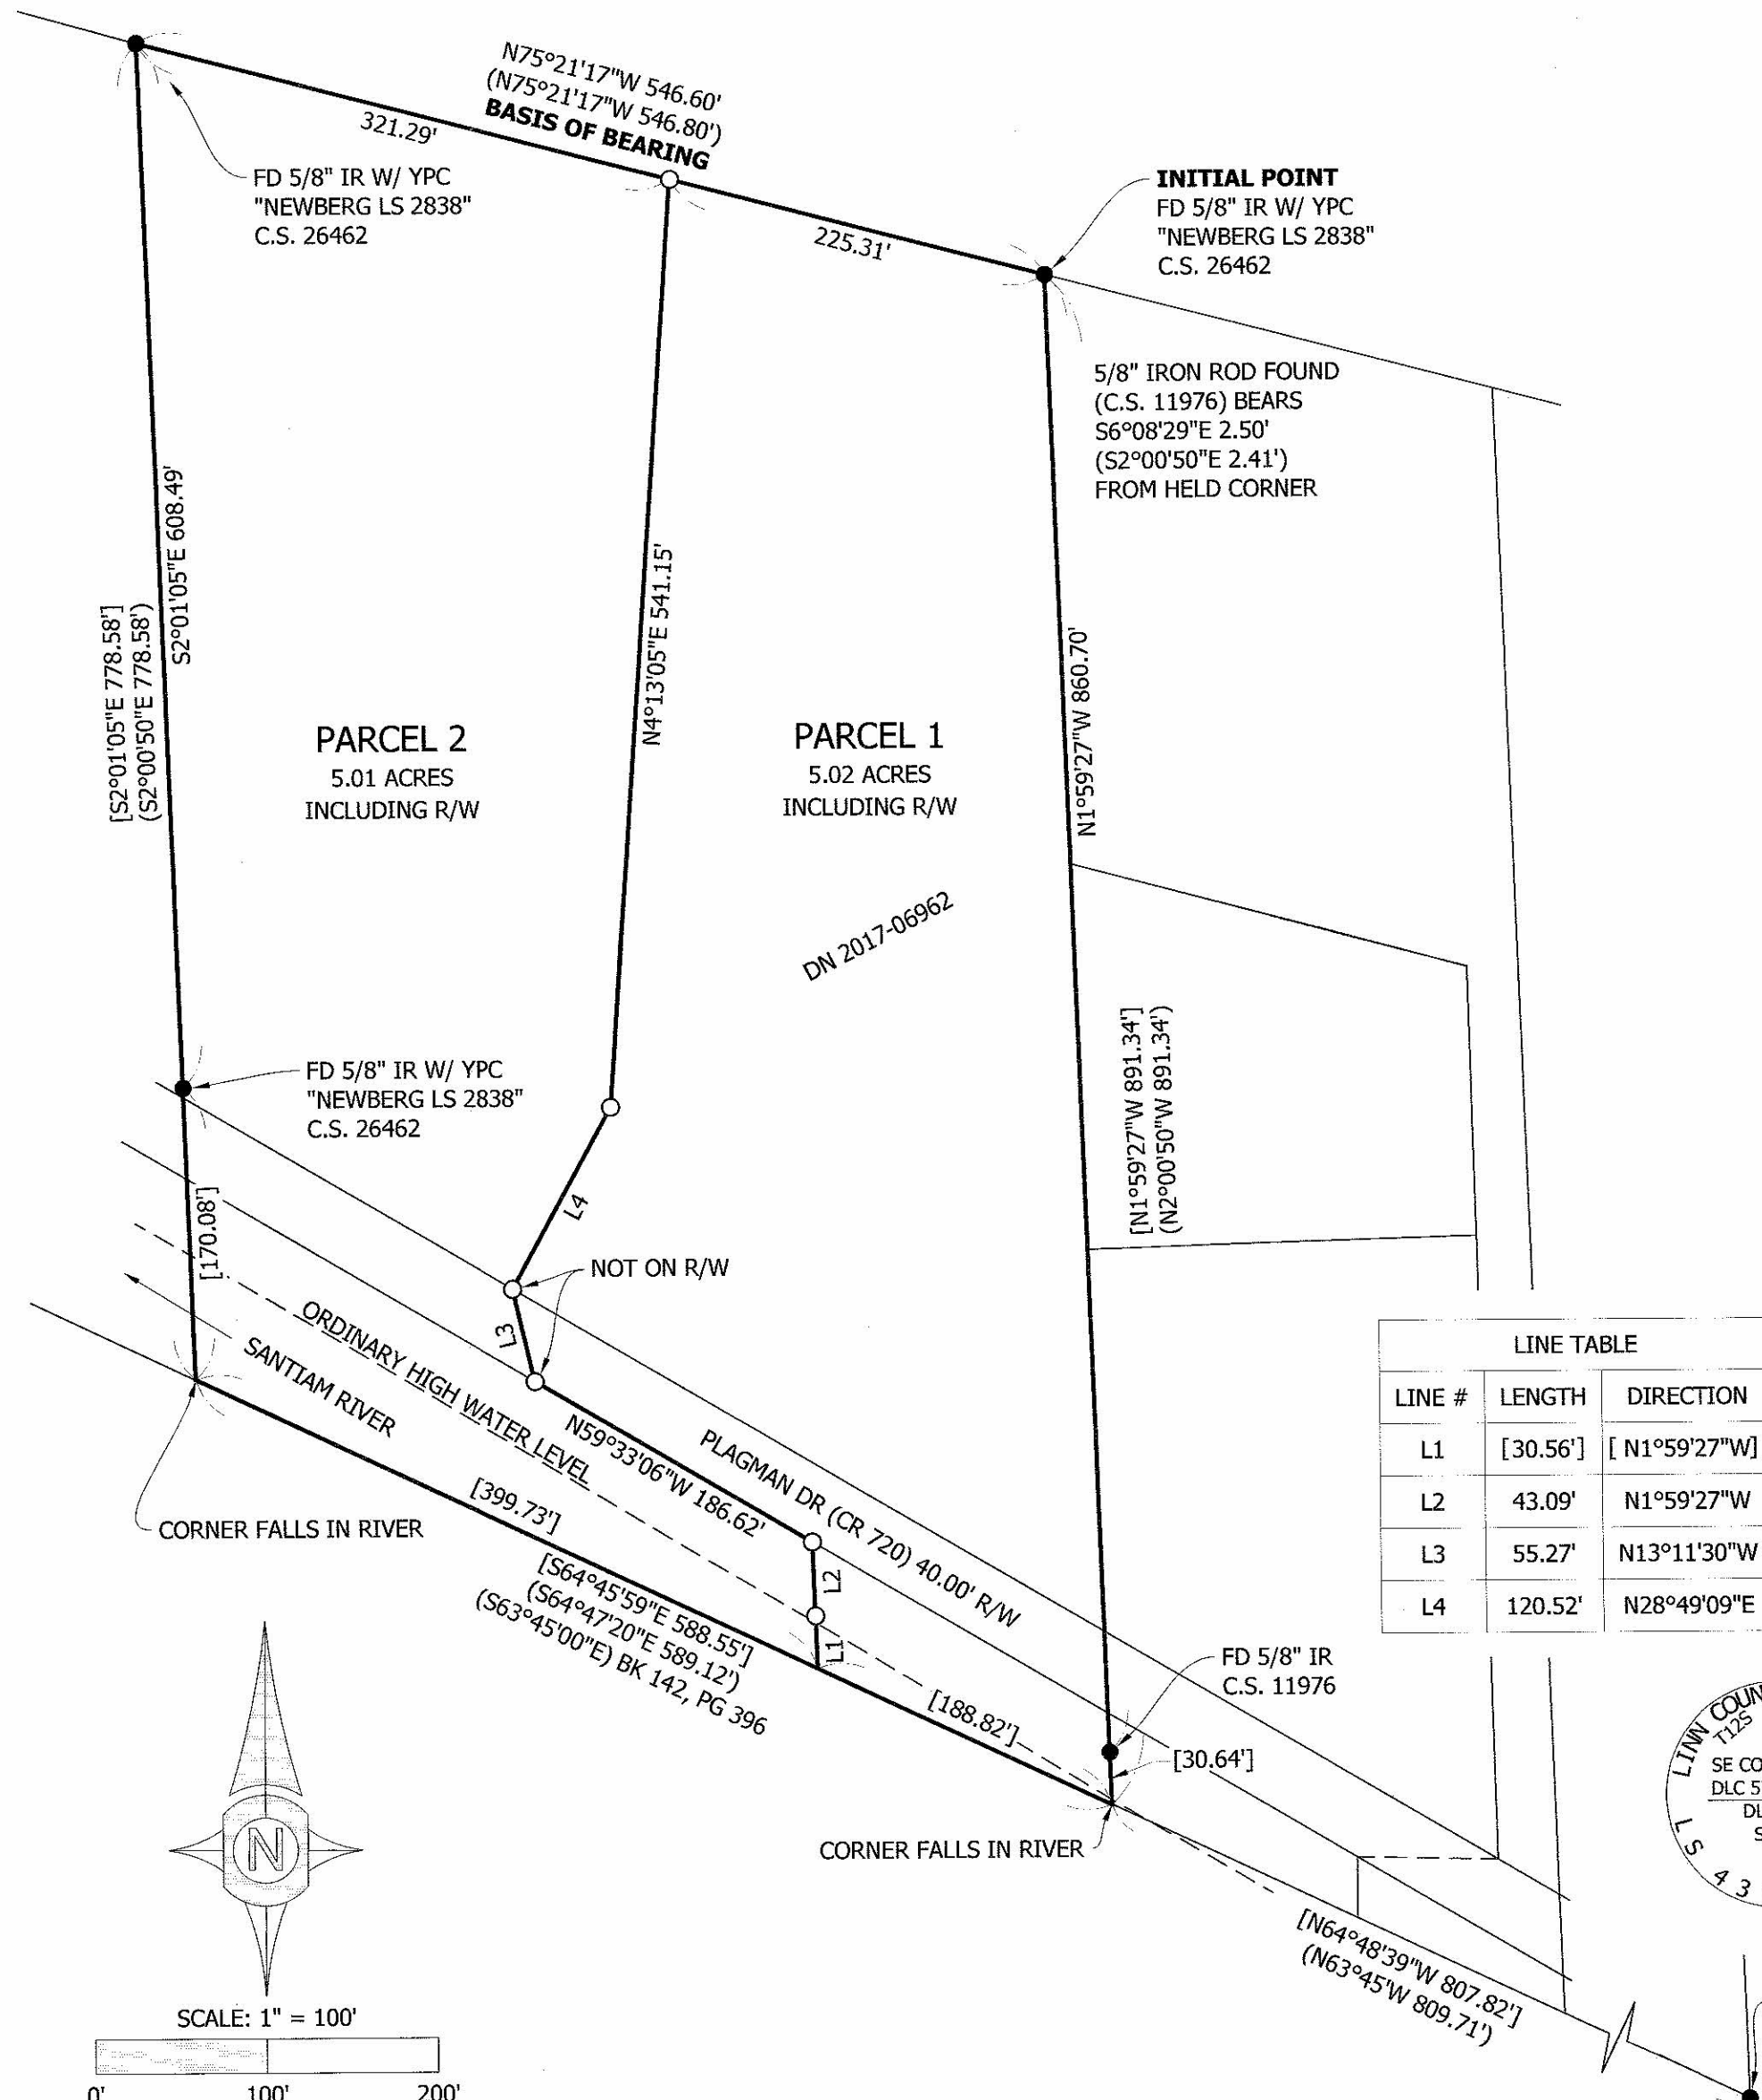 N75°21'17"W 546.60'
(N75°21'17"W 546.80')
BASIS OF BEARING
321.29'
225.31'
FD 5/8" IR W/ YPC
"NEWBERG LS 2838"
C.S. 26462
INITIAL POINT
FD 5/8" IR W/ YPC
"NEWBERG LS 2838"
C.S. 26462
5/8" IRON ROD FOUND
(C.S. 11976) BEARS
S6°08'29"E 2.50'
(S2°00'50"E 2.41')
FROM HELD CORNER
S2°01'05"E 608.49'
[S2°01'05"E 778.58']
(S2°00'50"E 778.58')
N4°13'05"E 541.15'
N1°59'27"W 860.70'
PARCEL 2
5.01 ACRES
INCLUDING R/W
PARCEL 1
5.02 ACRES
INCLUDING R/W
DN 2017-06962
[N1°59'27"W 891.34']
(N2°00'50"W 891.34')
FD 5/8" IR W/ YPC
"NEWBERG LS 2838"
C.S. 26462
[170.08']
L4
NOT ON R/W
L3
ORDINARY HIGH WATER LEVEL
SANTIAM RIVER
N59°33'06"W 186.62'
PLAGMAN DR (CR 720) 40.00' R/W
[399.73']
CORNER FALLS IN RIVER
[S64°45'59"E 588.55']
(S64°47'20"E 589.12')
(S63°45'00"E) BK 142, PG 396
L2
L1
[188.82']
FD 5/8" IR
C.S. 11976
[30.64']
CORNER FALLS IN RIVER
[N64°48'39"W 807.82']
(N63°45'W 809.71')
LINE TABLE
LINE # LENGTH DIRECTION
L1 [30.56'] [ N1°59'27"W]
L2 43.09' N1°59'27"W
L3 55.27' N13°11'30"W
L4 120.52' N28°49'09"E
LINN COUN
T12S
SE CO
DLC 5
DL
S
LS 43
N
SCALE: 1" = 100'
0' 100' 200'